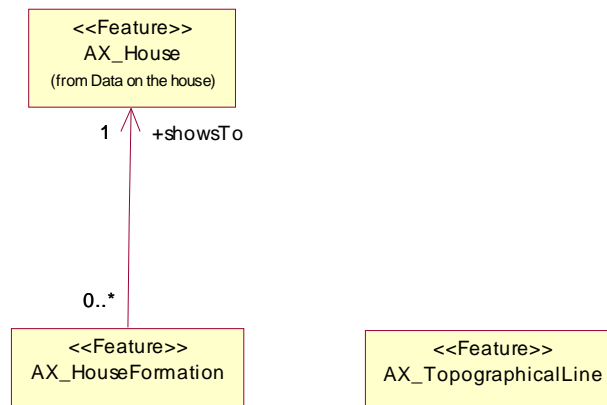 <<Feature>>
AX_House
(from Data on the house)
1 +showsTo
0..*
<<Feature>>
AX_HouseFormation
<<Feature>>
AX_TopographicalLine